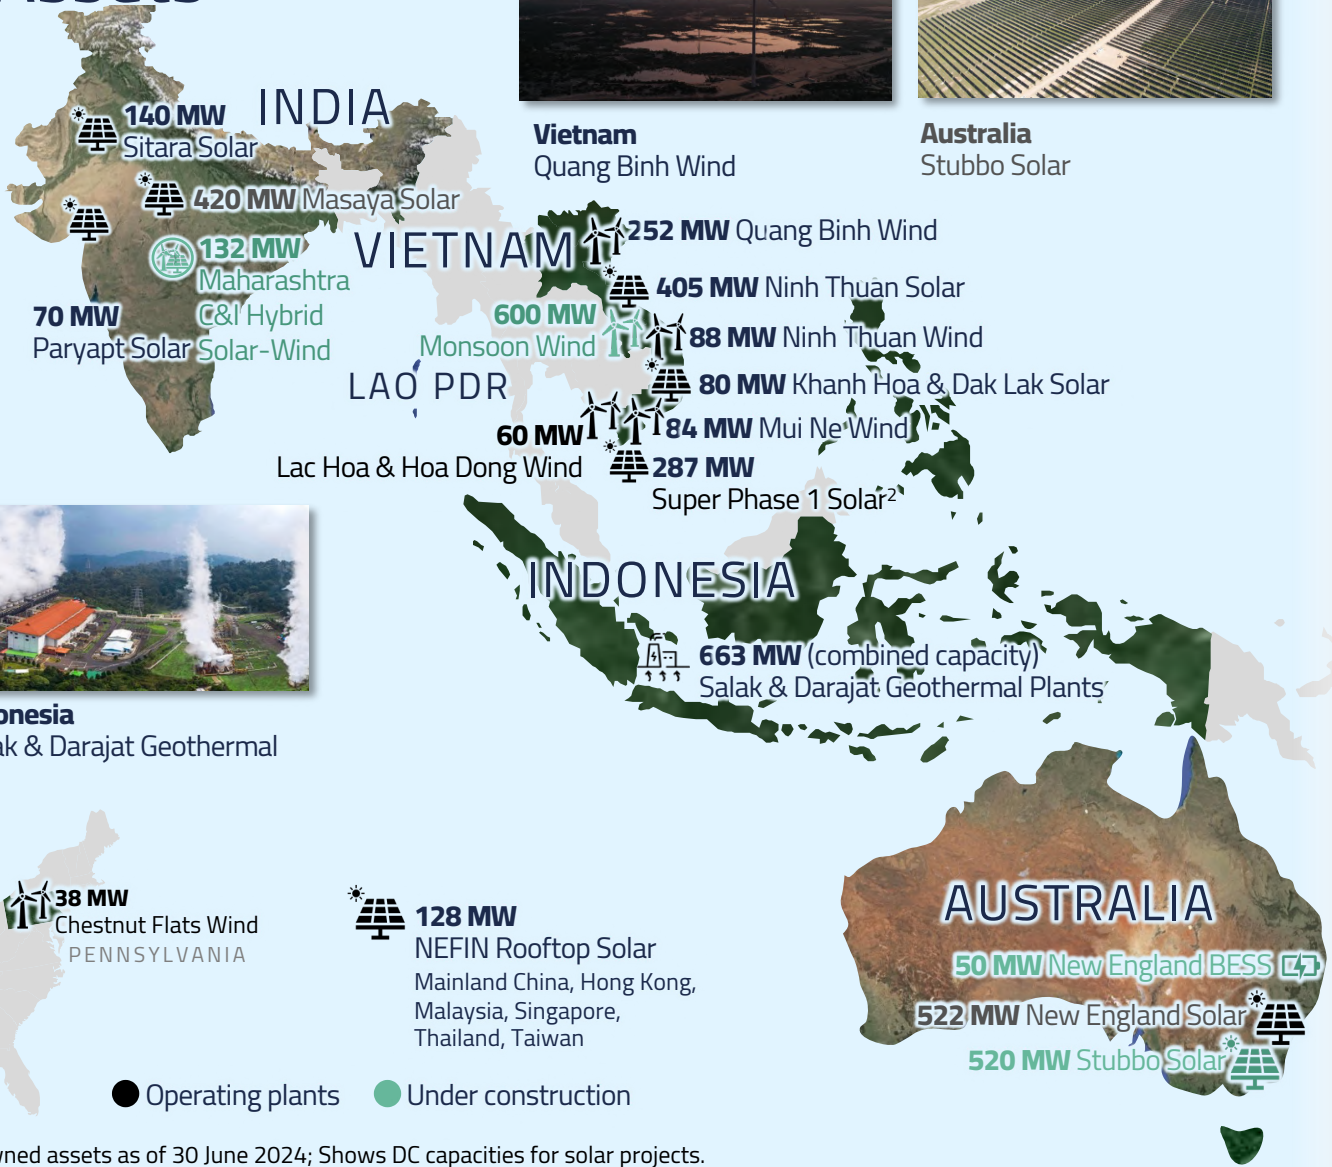 INDIA
140 MW
Sitara Solar
420 MW Masaya Solar
132 MW
Maharashtra
C&I Hybrid
Solar-Wind
70 MW
Paryapt Solar
Vietnam
Quang Binh Wind
Australia
Stubbo Solar
VIETNAM
252 MW Quang Binh Wind
405 MW Ninh Thuan Solar
600 MW
Monsoon Wind
88 MW Ninh Thuan Wind
LAO PDR
80 MW Khanh Hoa & Dak Lak Solar
84 MW Mui Ne Wind
60 MW
Lac Hoa & Hoa Dong Wind
287 MW
Super Phase 1 Solar²
INDONESIA
663 MW (combined capacity)
Salak & Darajat Geothermal Plants
& Darajat Geothermal
38 MW
Chestnut Flats Wind
PENNSYLVANIA
128 MW
NEFIN Rooftop Solar
Mainland China, Hong Kong,
Malaysia, Singapore,
Thailand, Taiwan
AUSTRALIA
50 MW New England BESS
522 MW New England Solar
520 MW Stubbo Solar
Operating plants
Under construction
assets as of 30 June 2024; Shows DC capacities for solar projects.